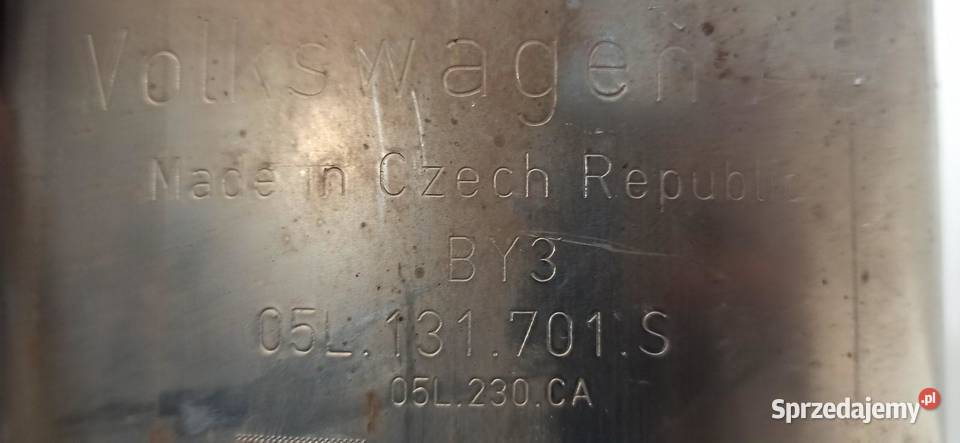 Volkswagen
Made in Czech Republic
BY3
05L.131.701.S
05L.230.CA
Sprzedajemy.pl